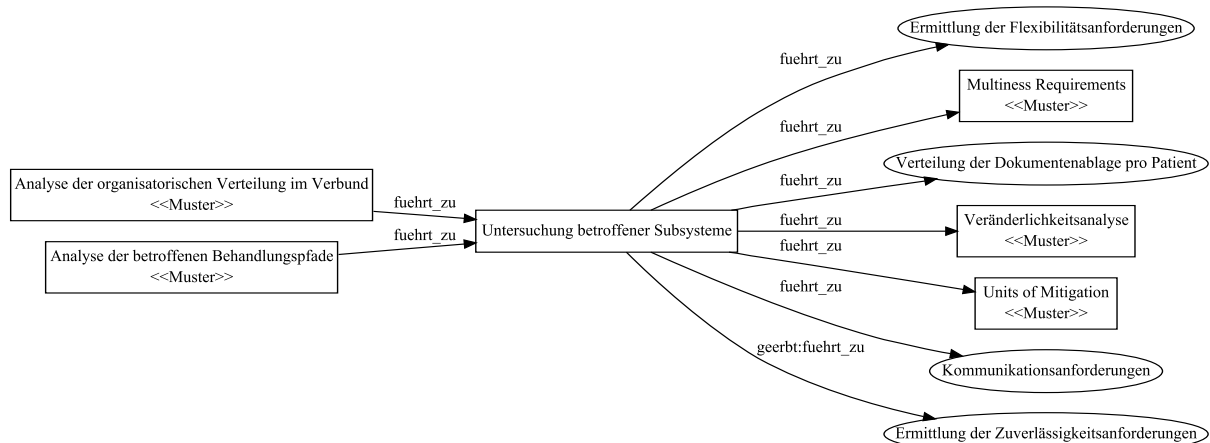 Analyse der organisatorischen Verteilung im Verbund
<<Muster>>
Analyse der betroffenen Behandlungspfade
<<Muster>>
fuehrt_zu
fuehrt_zu
Untersuchung betroffener Subsysteme
fuehrt_zu
fuehrt_zu
fuehrt_zu
fuehrt_zu
fuehrt_zu
fuehrt_zu
geerbt:fuehrt_zu
Ermittlung der Flexibilitätsanforderungen
Multiness Requirements
<<Muster>>
Verteilung der Dokumentenablage pro Patient
Veränderlichkeitsanalyse
<<Muster>>
Units of Mitigation
<<Muster>>
Kommunikationsanforderungen
Ermittlung der Zuverlässigkeitsanforderungen